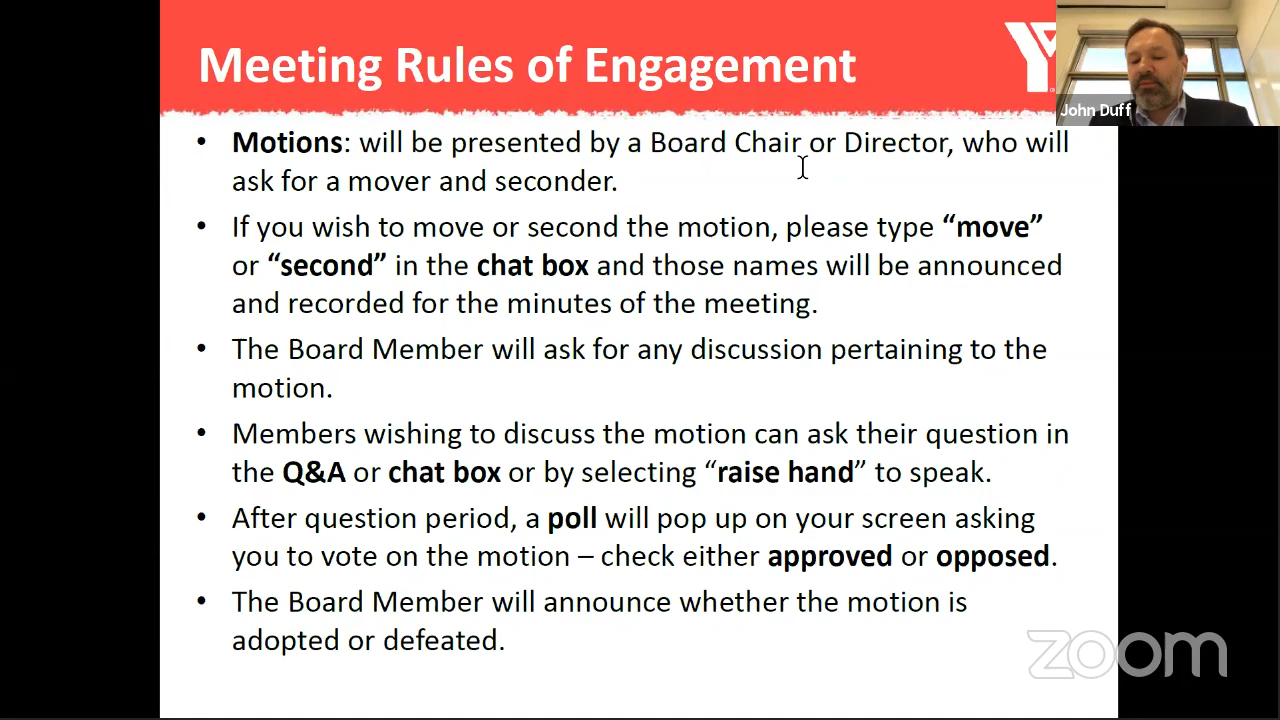 Meeting Rules of Engagement
John Duff
• Motions: will be presented by a Board Chair or Director, who will
ask for a mover and seconder.
• If you wish to move or second the motion, please type “move”
or “second” in the chat box and those names will be announced
and recorded for the minutes of the meeting.
• The Board Member will ask for any discussion pertaining to the
motion.
• Members wishing to discuss the motion can ask their question in
the Q&A or chat box or by selecting “raise hand” to speak.
• After question period, a poll will pop up on your screen asking
you to vote on the motion – check either approved or opposed.
• The Board Member will announce whether the motion is
adopted or defeated.
zoom